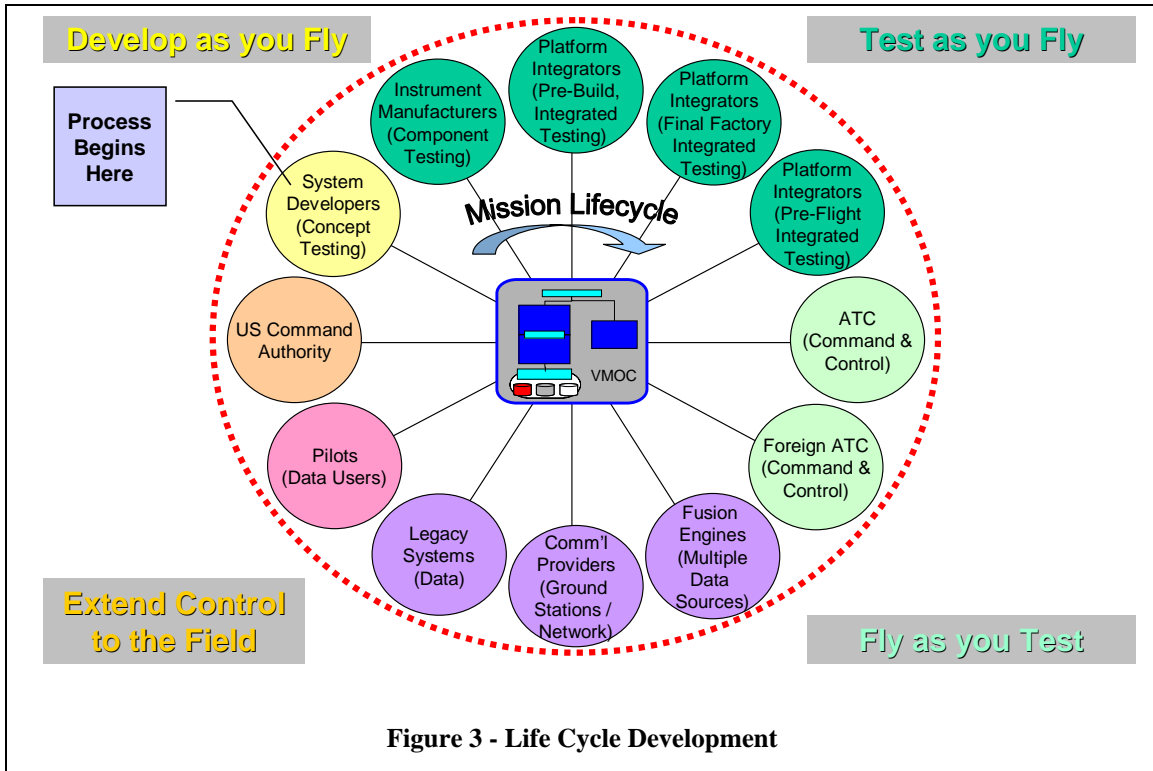 Develop as you Fly
Test as you Fly
Process
Begins
Here
System
Developers
(Concept
Testing)
Instrument
Manufacturers
(Component
Testing)
Platform
Integrators
(Pre-Build,
Integrated
Testing)
Platform
Integrators
(Final Factory
Integrated
Testing)
Platform
Integrators
(Pre-Flight
Integrated
Testing)
Mission Lifecycle
VMOC
ATC
(Command &
Control)
Foreign ATC
(Command &
Control)
Fusion
Engines
(Multiple
Data
Sources)
Comm'l
Providers
(Ground
Stations /
Network)
Legacy
Systems
(Data)
Pilots
(Data Users)
US Command
Authority
Extend Control
to the Field
Fly as you Test
Figure 3 - Life Cycle Development